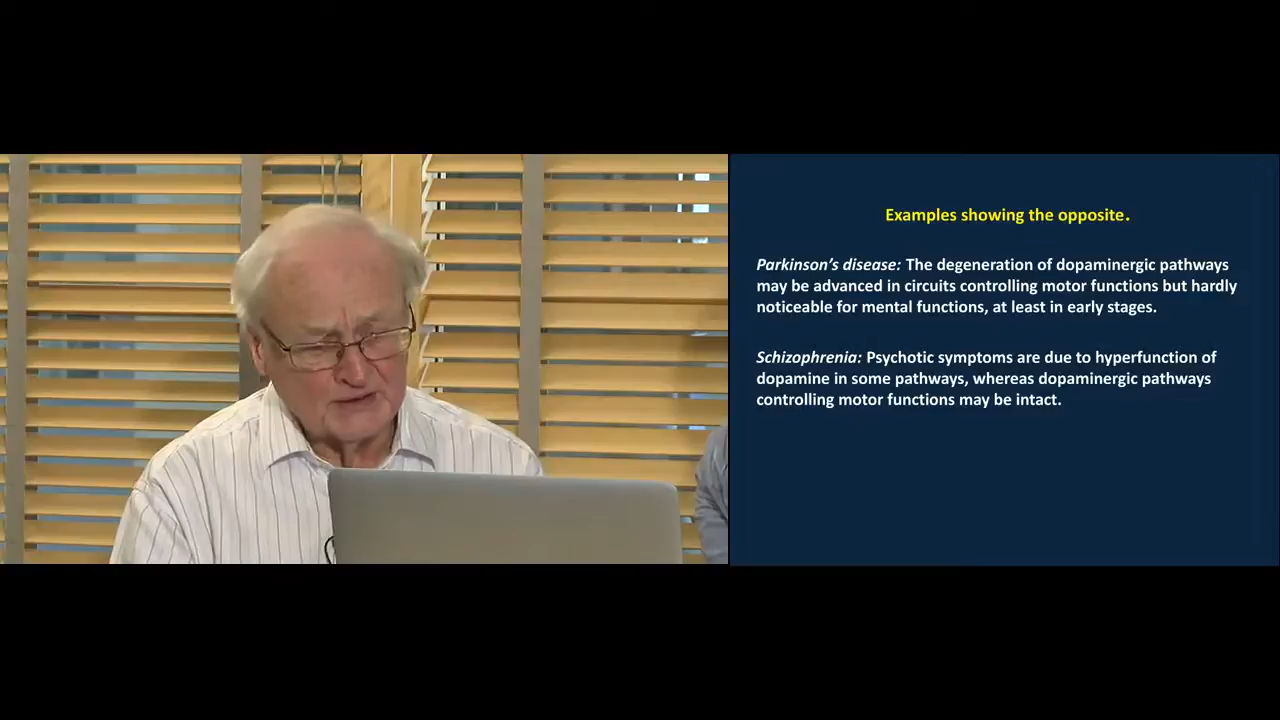 Examples showing the opposite.
Parkinson’s disease: The degeneration of dopaminergic pathways
may be advanced in circuits controlling motor functions but hardly
noticeable for mental functions, at least in early stages.
Schizophrenia: Psychotic symptoms are due to hyperfunction of
dopamine in some pathways, whereas dopaminergic pathways
controlling motor functions may be intact.